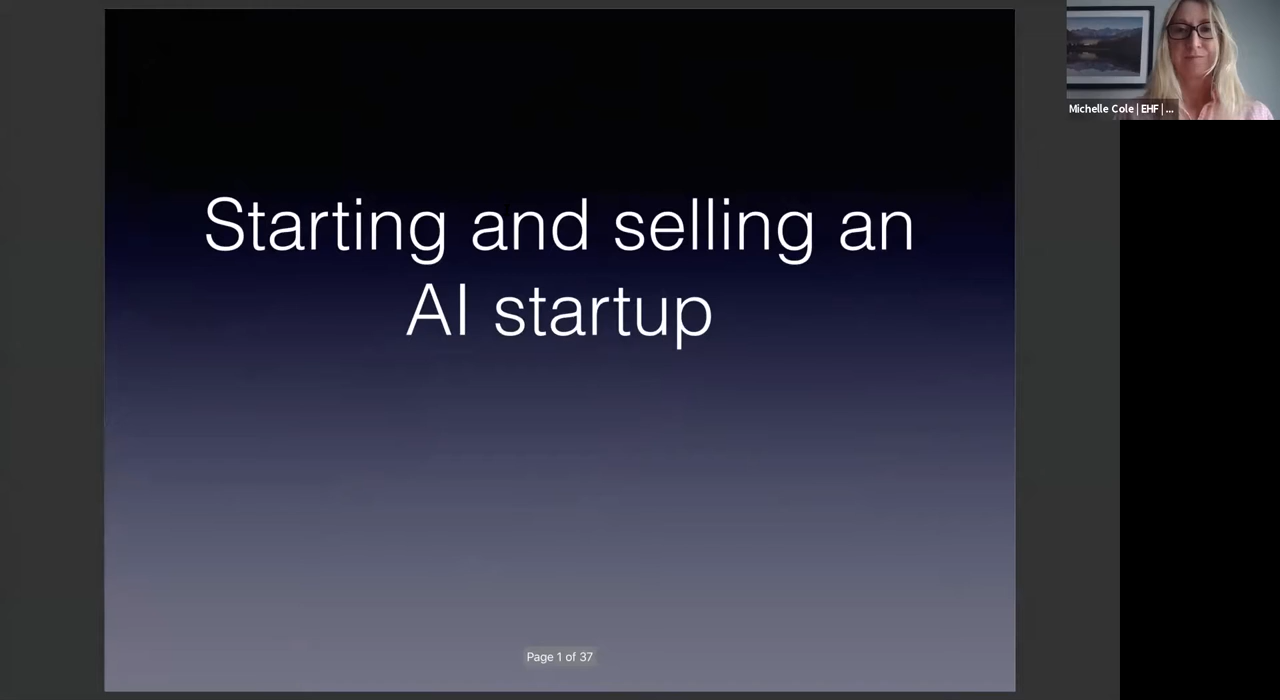 Starting and selling an
AI startup
Page 1 of 37
Michelle Cole | EHF | ...